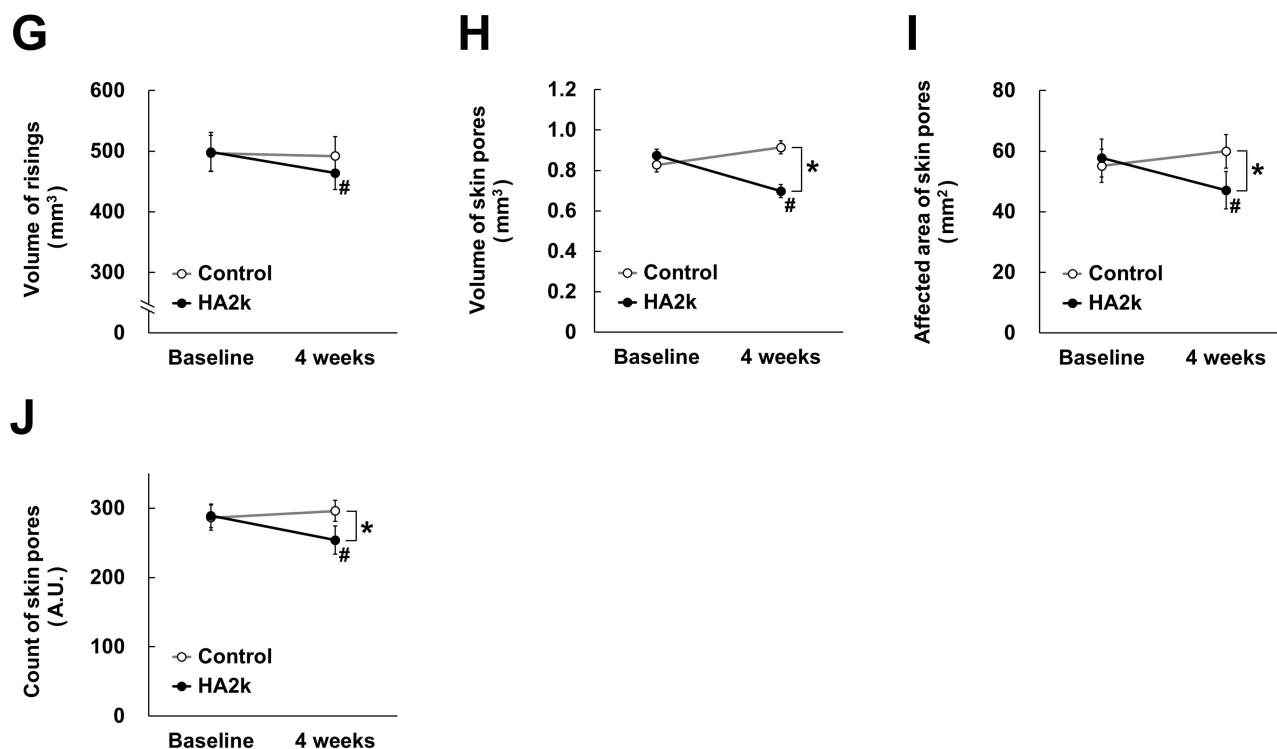 G
Volume of risings
( mm³ )
600
500
400
300
0
#
Control
HA2k
Baseline 4 weeks
H
Volume of skin pores
( mm³ )
1.2
1.0
0.8
0.6
0.4
0.2
0
*
#
Control
HA2k
Baseline 4 weeks
I
Affected area of skin pores
( mm² )
80
60
40
20
0
*
#
Control
HA2k
Baseline 4 weeks
J
Count of skin pores
( A.U. )
300
200
100
0
*
#
Control
HA2k
Baseline 4 weeks